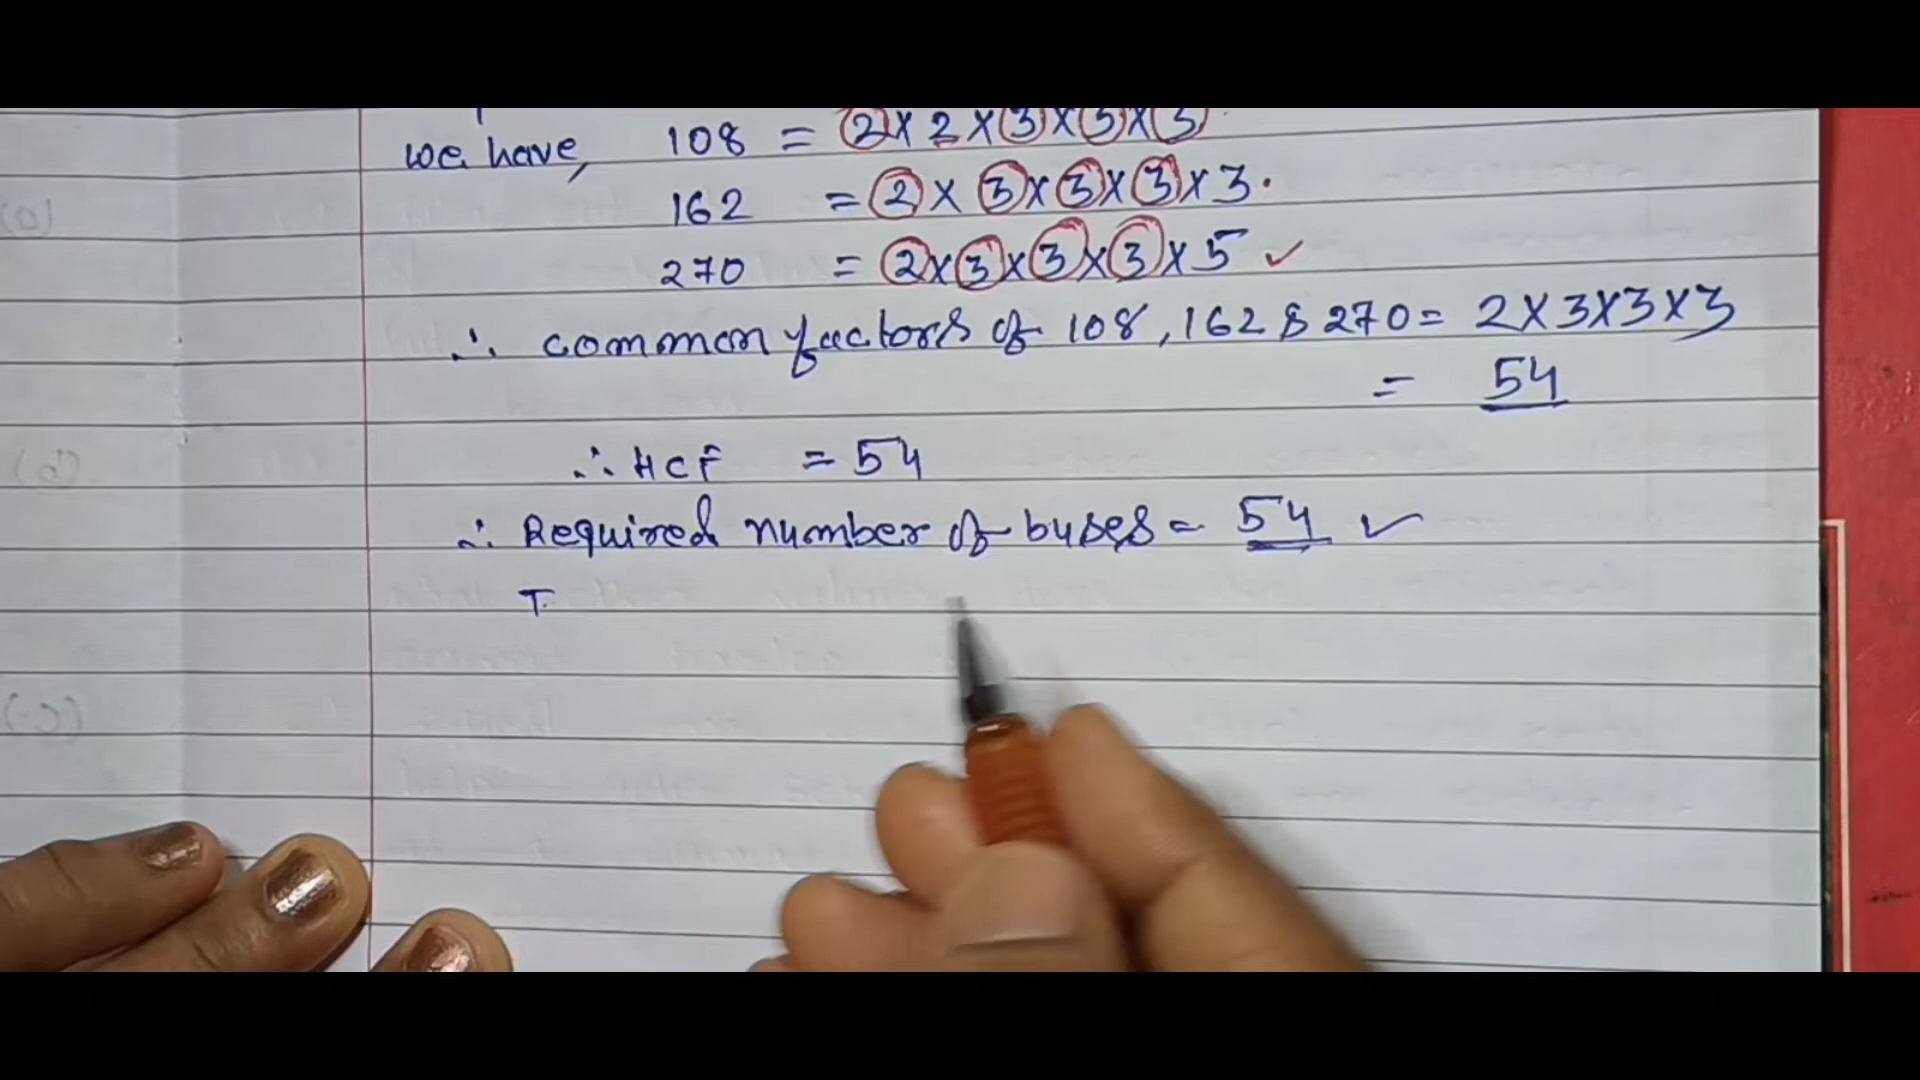 we have, 108 = 2 × 2 × 3 × 3 × 3
162 = 2 × 3 × 3 × 3 × 3.
270 = 2 × 3 × 3 × 3 × 5 ✓
∴ common factors of 108, 162 & 270 = 2 × 3 × 3 × 3
= 54
∴ HCF = 54
∴ Required number of buses = 54 ✓
T